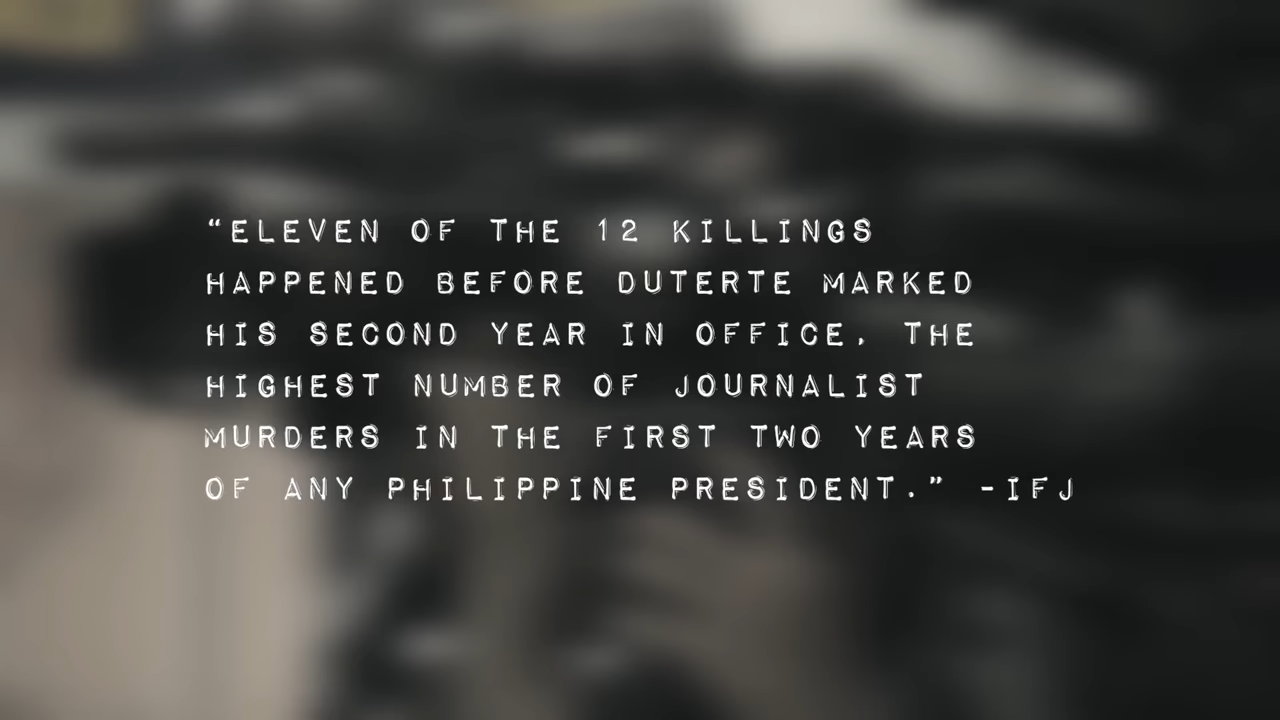 “ELEVEN OF THE 12 KILLINGS
HAPPENED BEFORE DUTERTE MARKED
HIS SECOND YEAR IN OFFICE, THE
HIGHEST NUMBER OF JOURNALIST
MURDERS IN THE FIRST TWO YEARS
OF ANY PHILIPPINE PRESIDENT.” -IFJ